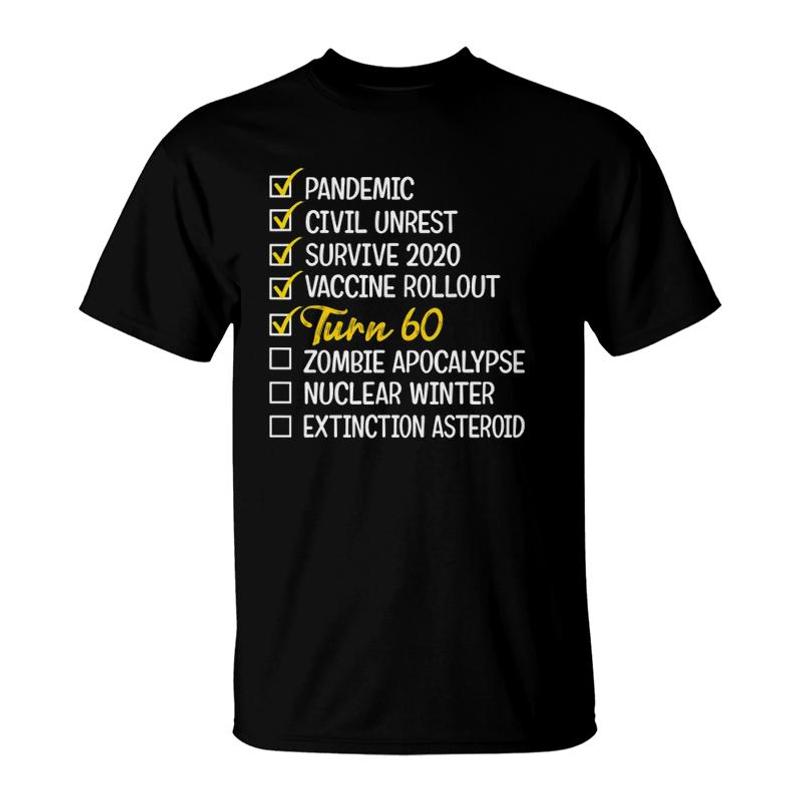 PANDEMIC
CIVIL UNREST
SURVIVE 2020
VACCINE ROLLOUT
Turn 60
ZOMBIE APOCALYPSE
NUCLEAR WINTER
EXTINCTION ASTEROID